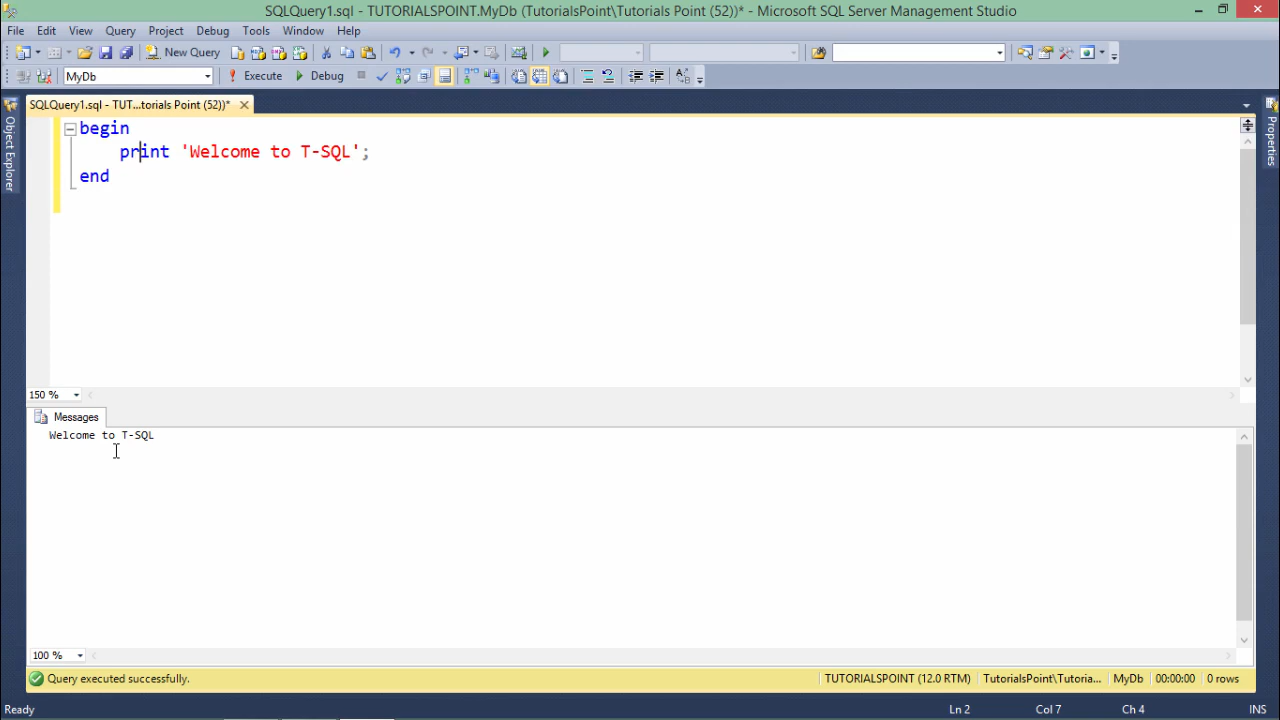 SQLQuery1.sql - TUTORIALSPOINT.MyDb (TutorialsPoint\Tutorials Point (52))* - Microsoft SQL Server Management Studio
File Edit View Query Project Debug Tools Window Help
New Query
MyDb Execute Debug
SQLQuery1.sql - TUT...torials Point (52))*
Object Explorer
Properties
begin
print 'Welcome to T-SQL';
end
150 %
Messages
Welcome to T-SQL
100 %
Query executed successfully. TUTORIALSPOINT (12.0 RTM) TutorialsPoint\Tutoria... MyDb 00:00:00 0 rows
Ready Ln 2 Col 7 Ch 4 INS